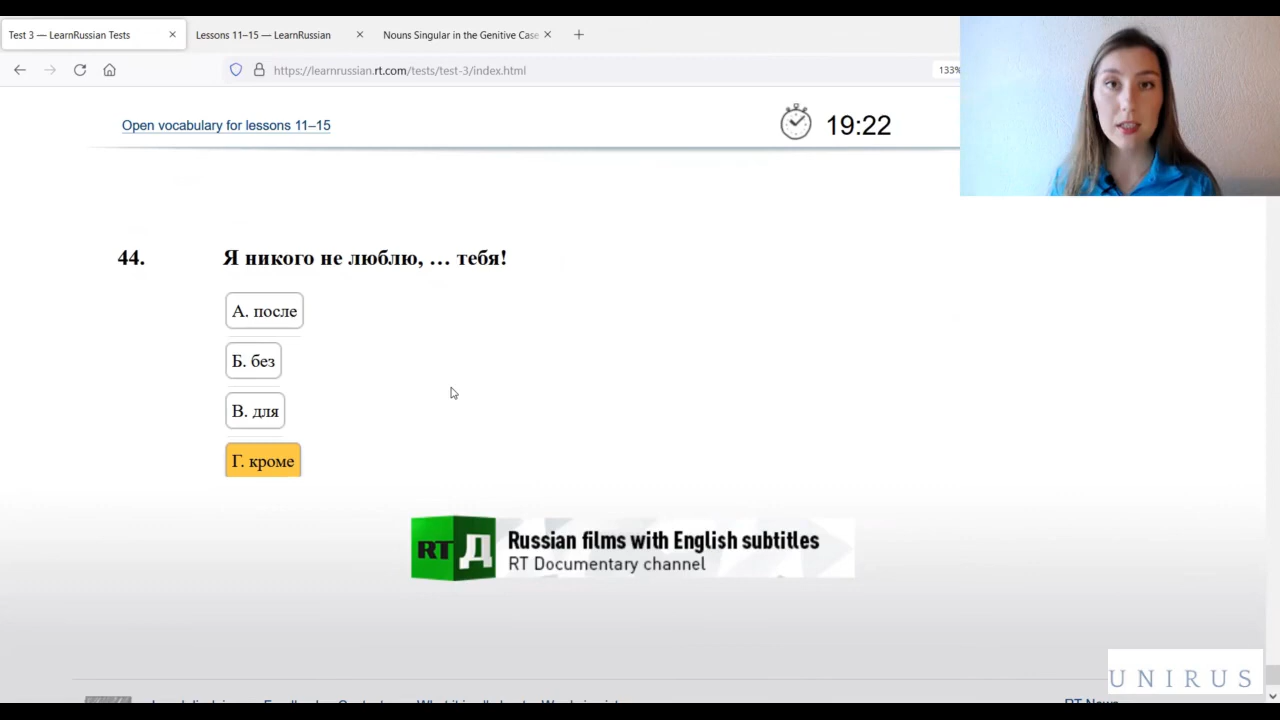 Test 3 — LearnRussian Tests
Lessons 11–15 — LearnRussian
Nouns Singular in the Genitive Case
https://learnrussian.rt.com/tests/test-3/index.html
133%
Open vocabulary for lessons 11–15
19:22
44.
Я никого не люблю, … тебя!
А. после
Б. без
В. для
Г. кроме
RT Д
Russian films with English subtitles
RT Documentary channel
UNIRUS
RT News